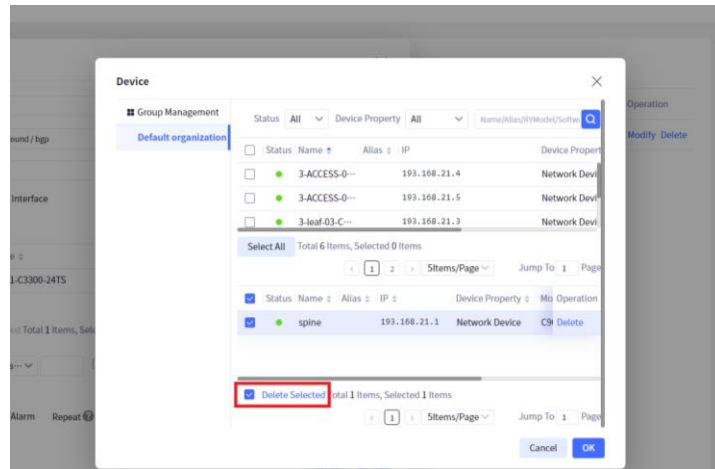 Device
Group Management
Default organization
Status All Device Property All Name/Alias/IP/Model/Softw
Status Name Alias IP Device Propert
3-ACCESS-0··· 193.168.21.4 Network Devi
3-ACCESS-0··· 193.168.21.5 Network Devi
3-leaf-03-C··· 193.168.21.3 Network Devi
Select All Total 6 Items, Selected 0 Items
1 2 5Items/Page Jump To 1 Page
Status Name Alias IP Device Property Mo Operation
spine 193.168.21.1 Network Device C9 Delete
Delete Selected otal 1 Items, Selected 1 Items
1 5Items/Page Jump To 1 Page
Cancel OK
Operation
Modify Delete
ound / bgp
Interface
1-C3300-24TS
Total 1 Items, Sele
Alarm Repeat